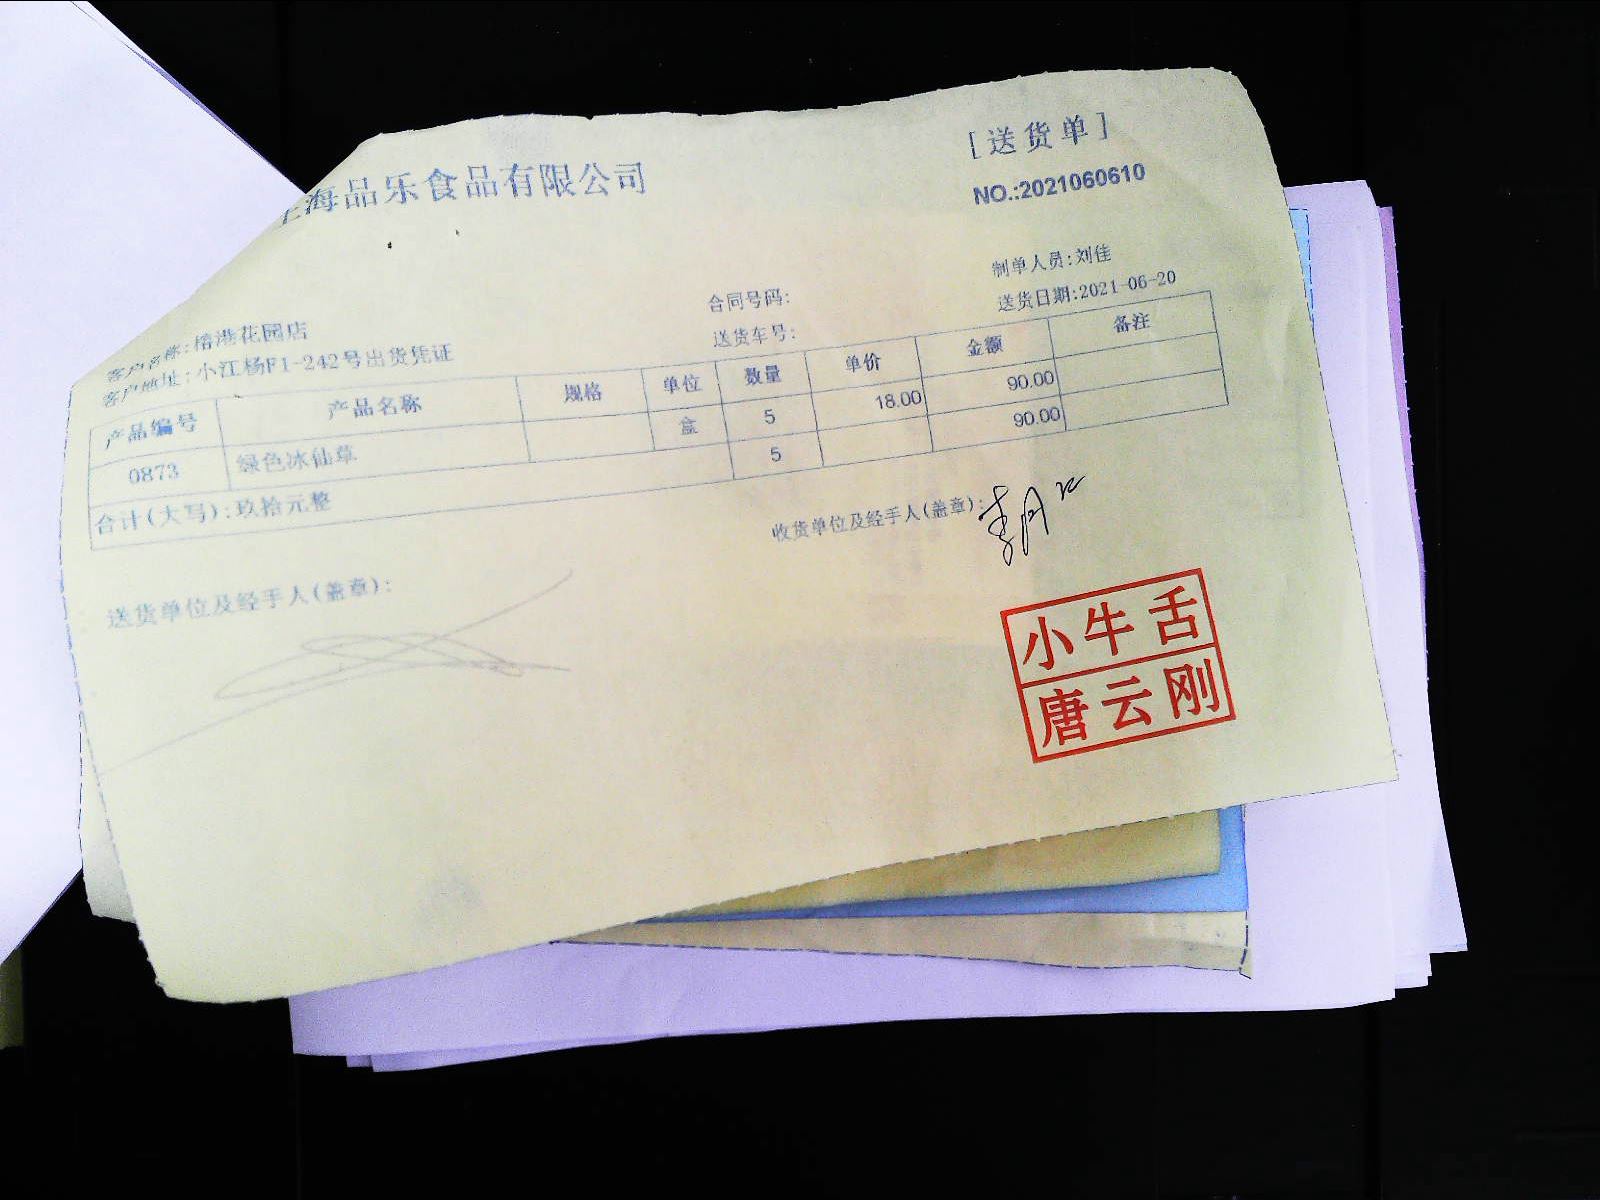 上海品乐食品有限公司
[送货单]
NO.:2021060610
制单人员:刘佳
合同号码:
送货日期:2021-06-20
送货车号:
客户名称:榕港花园店
客户地址:小江杨F1-242号出货凭证
产品编号 产品名称 规格 单位 数量 单价 金额 备注
0873 绿色冰仙草 盒 5 18.00 90.00
合计(大写):玖拾元整 5 90.00
收货单位及经手人(盖章):
送货单位及经手人(盖章):
小牛舌
唐云刚